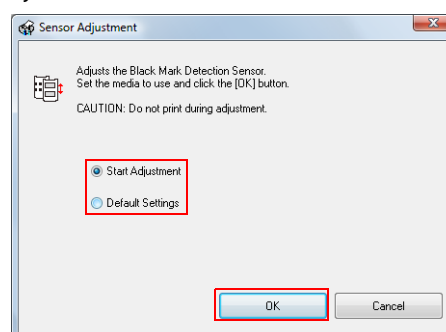 Sensor Adjustment
Adjusts the Black Mark Detection Sensor.
Set the media to use and click the [OK] button.
CAUTION: Do not print during adjustment.
Start Adjustment
Default Settings
OK
Cancel